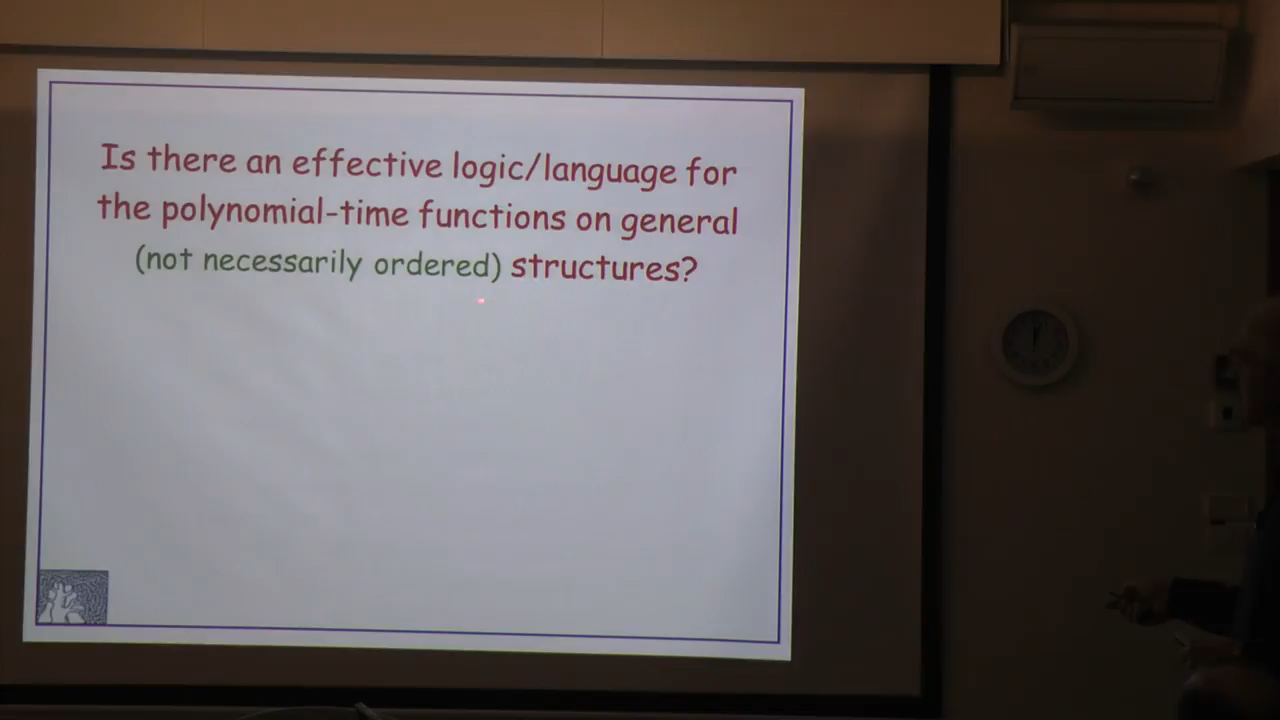 Is there an effective logic/language for
the polynomial-time functions on general
(not necessarily ordered) structures?